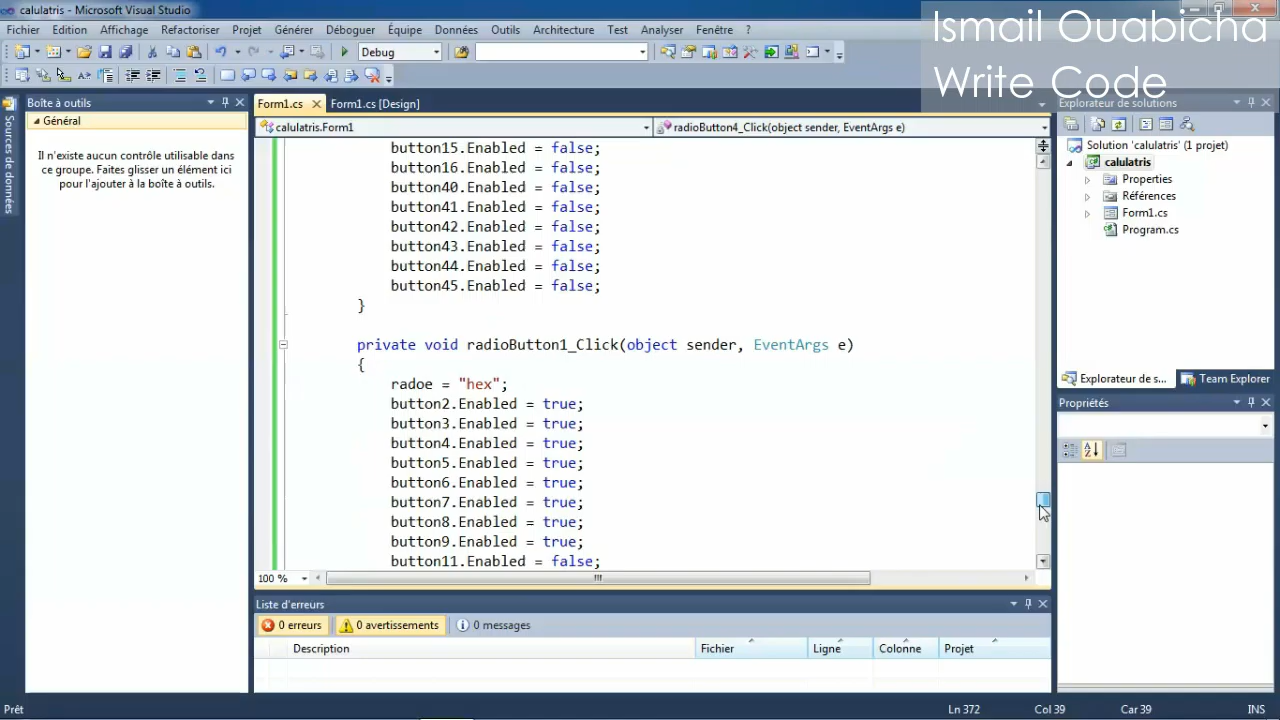 calulatris - Microsoft Visual Studio
Ismail Ouabicha
Write Code
Fichier Edition Affichage Refactoriser Projet Générer Déboguer Équipe Données Outils Architecture Test Analyser Fenêtre ?
Debug
Boîte à outils
Form1.cs Form1.cs [Design]
Explorateur de solutions
Sources de données
Général
calulatris.Form1
radioButton4_Click(object sender, EventArgs e)
Il n'existe aucun contrôle utilisable dans
ce groupe. Faites glisser un élément ici
pour l'ajouter à la boîte à outils.
button15.Enabled = false;
button16.Enabled = false;
button40.Enabled = false;
button41.Enabled = false;
button42.Enabled = false;
button43.Enabled = false;
button44.Enabled = false;
button45.Enabled = false;
}
private void radioButton1_Click(object sender, EventArgs e)
{
radoe = "hex";
button2.Enabled = true;
button3.Enabled = true;
button4.Enabled = true;
button5.Enabled = true;
button6.Enabled = true;
button7.Enabled = true;
button8.Enabled = true;
button9.Enabled = true;
button11.Enabled = false;
100 %
Solution 'calulatris' (1 projet)
calulatris
Properties
Références
Form1.cs
Program.cs
Explorateur de s... Team Explorer
Propriétés
Liste d'erreurs
0 erreurs 0 avertissements 0 messages
Description Fichier Ligne Colonne Projet
Prêt Ln 372 Col 39 Car 39 INS